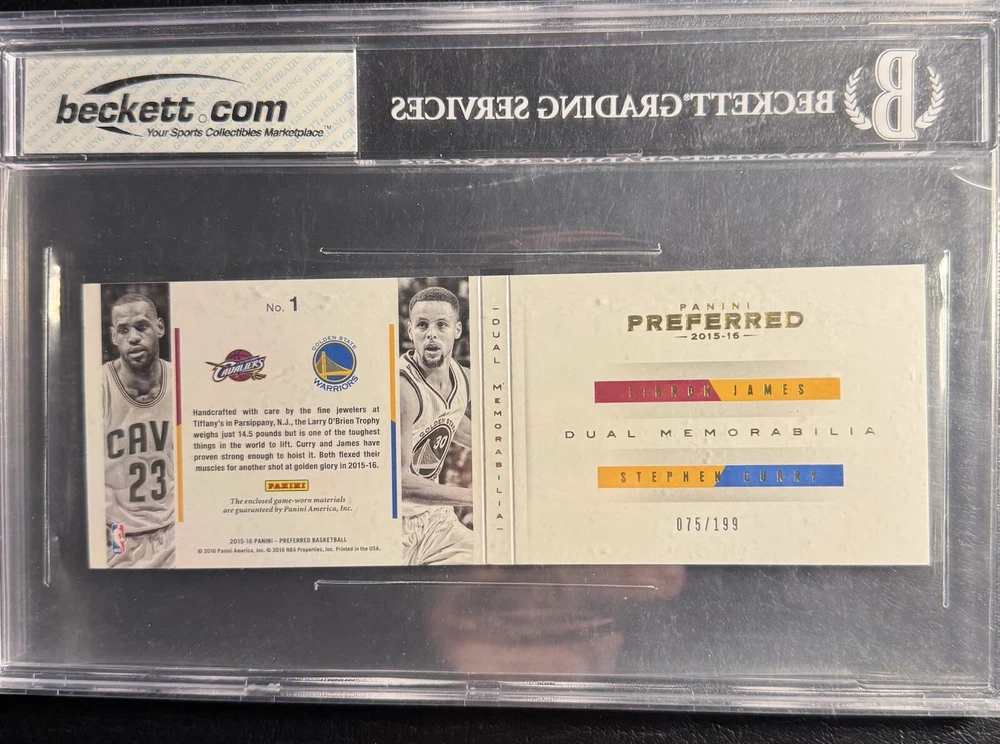 beckett.com
Your Sports Collectibles Marketplace™
BECKETT® GRADING SERVICES
B
No. 1
CAVALIERS
GOLDEN STATE
WARRIORS
Handcrafted with care by the fine jewelers at
Tiffany's in Parsippany, N.J., the Larry O'Brien Trophy
weighs just 14.5 pounds but is one of the toughest
things in the world to lift. Curry and James have
proven strong enough to hoist it. Both flexed their
muscles for another shot at golden glory in 2015-16.
PANINI
The enclosed game-worn materials
are guaranteed by Panini America, Inc.
2015-16 PANINI – PREFERRED BASKETBALL
© 2016 Panini America, Inc. © 2016 NBA Properties, Inc. Printed in the USA.
CAV
23
GOLDEN STATE
30
DUAL MEMORABILIA
PANINI
PREFERRED
2015-16
LEBRON JAMES
DUAL MEMORABILIA
STEPHEN CURRY
075/199